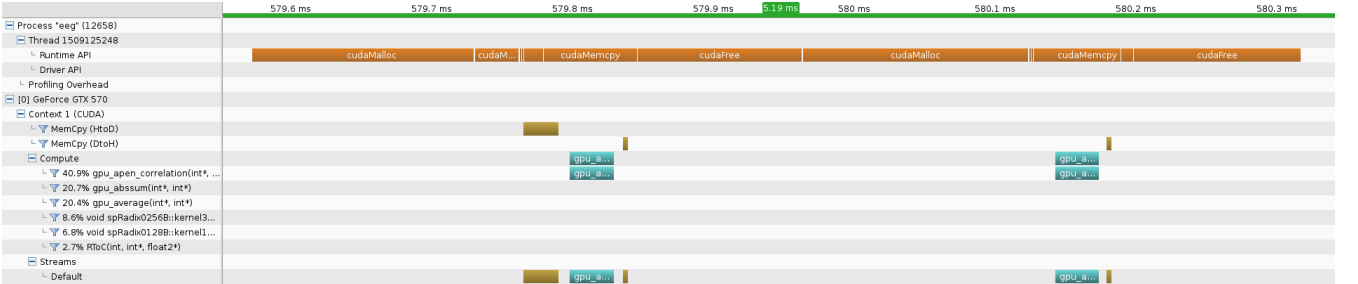 579.6 ms 579.7 ms 579.8 ms 579.9 ms 5.19 ms 580 ms 580.1 ms 580.2 ms 580.3 ms
Process "eeg" (12658)
Thread 1509125248
Runtime API cudaMalloc cudaM... cudaMemcpy cudaFree cudaMalloc cudaMemcpy cudaFree
Driver API
Profiling Overhead
[0] GeForce GTX 570
Context 1 (CUDA)
MemCpy (HtoD)
MemCpy (DtoH)
Compute gpu_a... gpu_a...
40.9% gpu_apen_correlation(int*, ... gpu_a... gpu_a...
20.7% gpu_abssum(int*, int*)
20.4% gpu_average(int*, int*)
8.6% void spRadix0256B::kernel3...
6.8% void spRadix0128B::kernel1...
2.7% RToC(int, int*, float2*)
Streams
Default gpu_a... gpu_a...